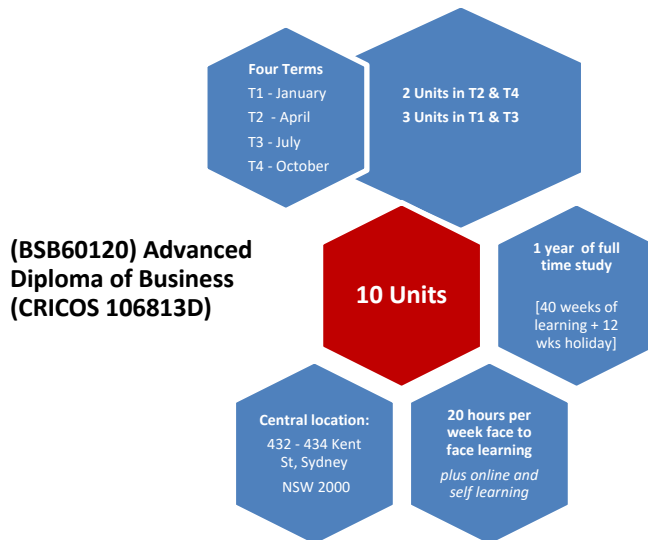 Four Terms
T1 - January
T2 - April
T3 - July
T4 - October
2 Units in T2 & T4
3 Units in T1 & T3
(BSB60120) Advanced
Diploma of Business
(CRICOS 106813D)
10 Units
1 year of full
time study
[40 weeks of
learning + 12
wks holiday]
Central location:
432 - 434 Kent
St, Sydney
NSW 2000
20 hours per
week face to
face learning
plus online and
self learning